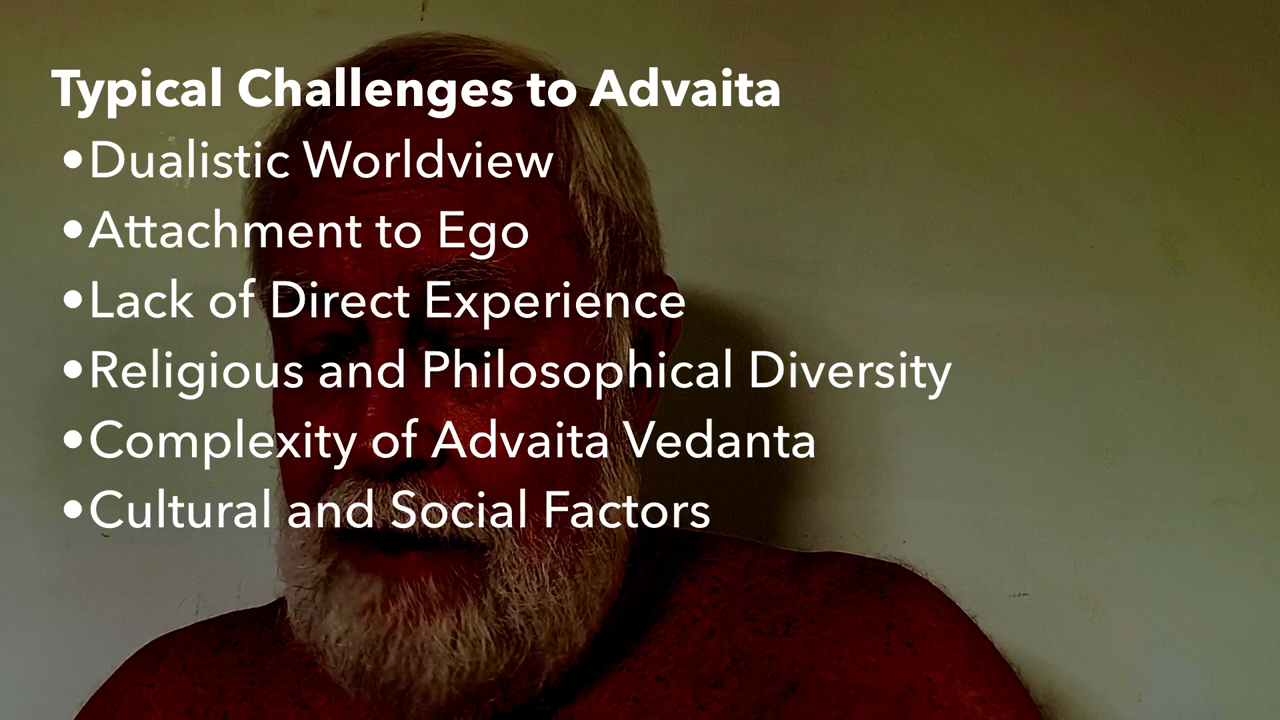 Typical Challenges to Advaita
•Dualistic Worldview
•Attachment to Ego
•Lack of Direct Experience
•Religious and Philosophical Diversity
•Complexity of Advaita Vedanta
•Cultural and Social Factors